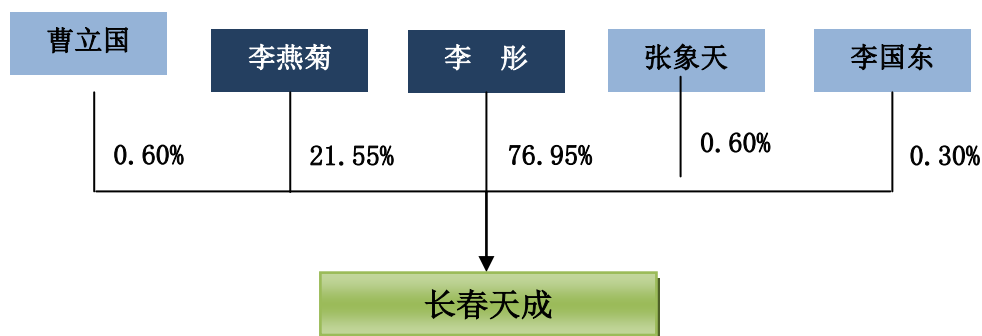 曹立国
李燕菊
李 彤
张象天
李国东
0.60%
21.55%
76.95%
0.60%
0.30%
长春天成